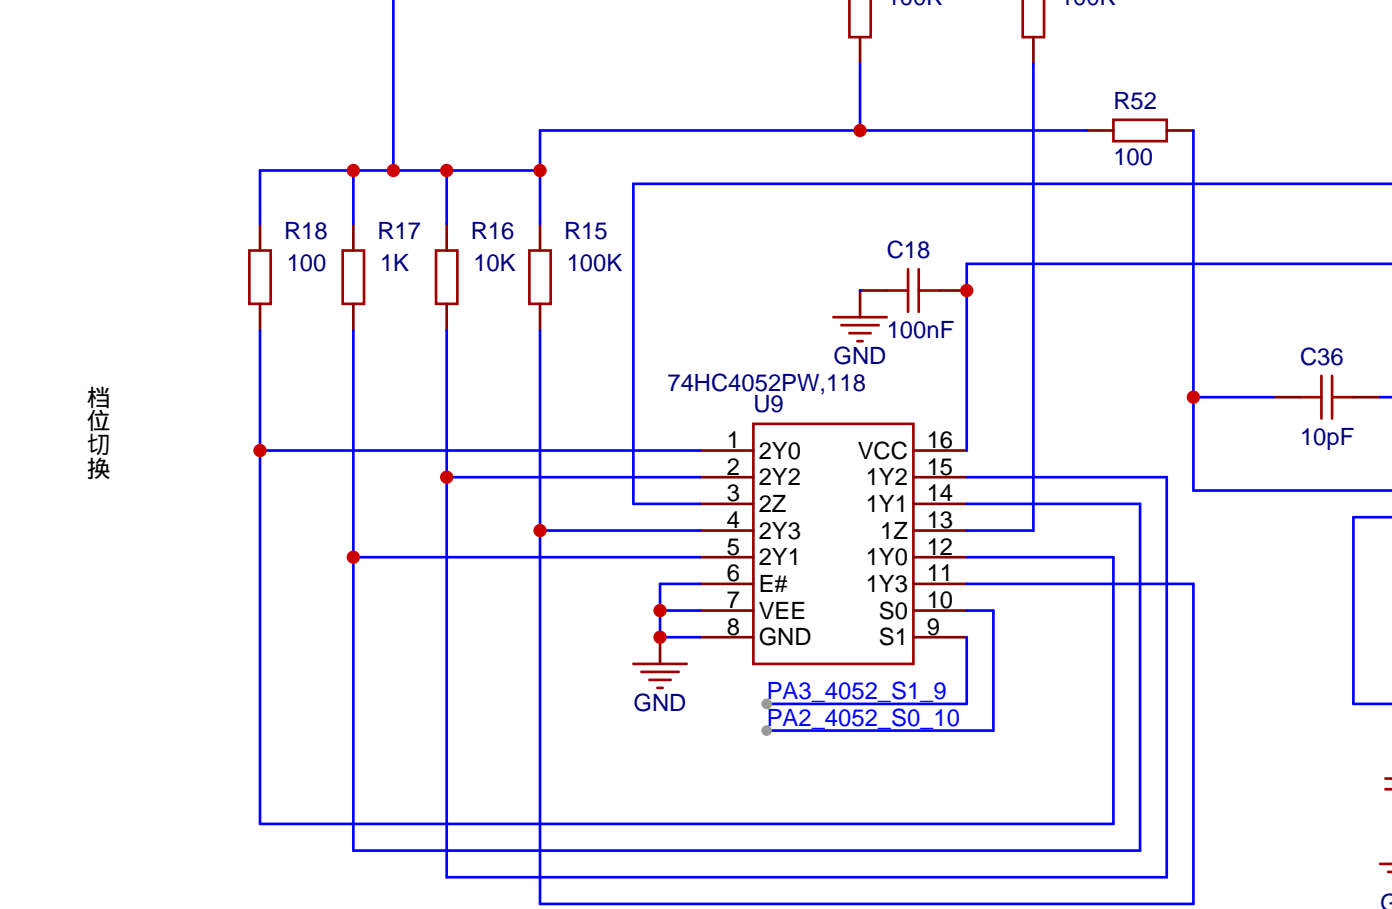 100K
100K
R52
100
R18
100
R17
1K
R16
10K
R15
100K
C18
100nF
GND
C36
10pF
档位切换
74HC4052PW,118
U9
1
2Y0
2
2Y2
3
2Z
4
2Y3
5
2Y1
6
E#
7
VEE
8
GND
VCC
16
1Y2
15
1Y1
14
1Z
13
1Y0
12
1Y3
11
S0
10
S1
9
GND
PA3_4052_S1_9
PA2_4052_S0_10